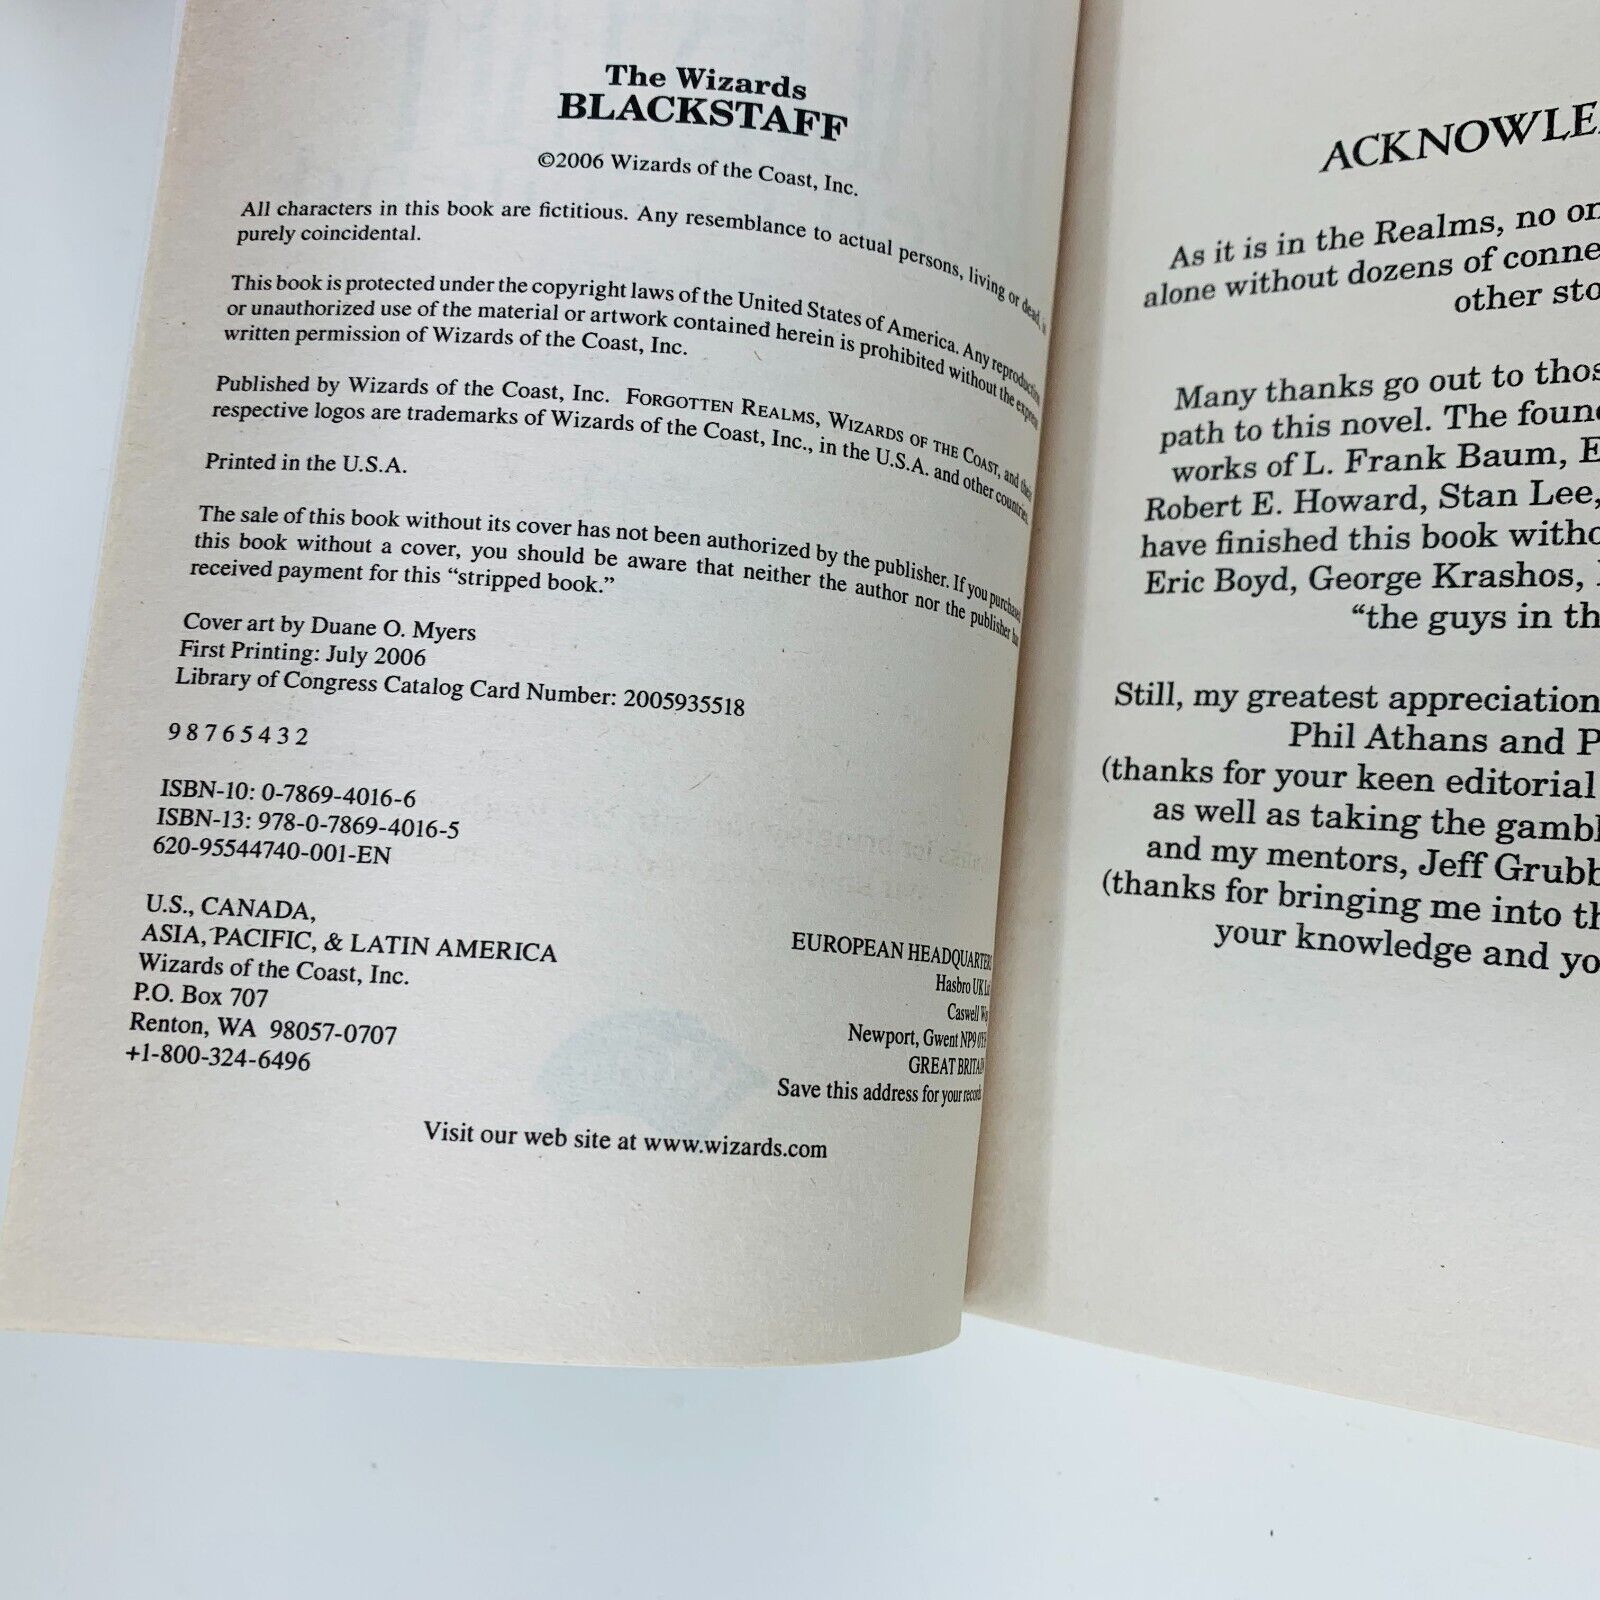 The Wizards
BLACKSTAFF
©2006 Wizards of the Coast, Inc.
All characters in this book are fictitious. Any resemblance to actual persons, living or dead, is
purely coincidental.
This book is protected under the copyright laws of the United States of America. Any reproduction
or unauthorized use of the material or artwork contained herein is prohibited without the express
written permission of Wizards of the Coast, Inc.
Published by Wizards of the Coast, Inc. FORGOTTEN REALMS, WIZARDS OF THE COAST, and their
respective logos are trademarks of Wizards of the Coast, Inc., in the U.S.A. and other countries.
Printed in the U.S.A.
The sale of this book without its cover has not been authorized by the publisher. If you purchased
this book without a cover, you should be aware that neither the author nor the publisher has
received payment for this “stripped book.”
Cover art by Duane O. Myers
First Printing: July 2006
Library of Congress Catalog Card Number: 2005935518
9 8 7 6 5 4 3 2
ISBN-10: 0-7869-4016-6
ISBN-13: 978-0-7869-4016-5
620-95544740-001-EN
U.S., CANADA,
ASIA, PACIFIC, & LATIN AMERICA
Wizards of the Coast, Inc.
P.O. Box 707
Renton, WA 98057-0707
+1-800-324-6496
EUROPEAN HEADQUARTERS
Hasbro UK
Caswell
Newport, Gwent NP9
GREAT BRITAIN
Save this address for your records
Visit our web site at www.wizards.com
ACKNOWLE
As it is in the Realms, no
alone without dozens of conne
other sto
Many thanks go out to thos
path to this novel. The foun
works of L. Frank Baum, E
Robert E. Howard, Stan Lee,
have finished this book witho
Eric Boyd, George Krashos,
“the guys in th
Still, my greatest appreciation
Phil Athans and P
(thanks for your keen editorial
as well as taking the gambl
and my mentors, Jeff Grubb
(thanks for bringing me into th
your knowledge and yo